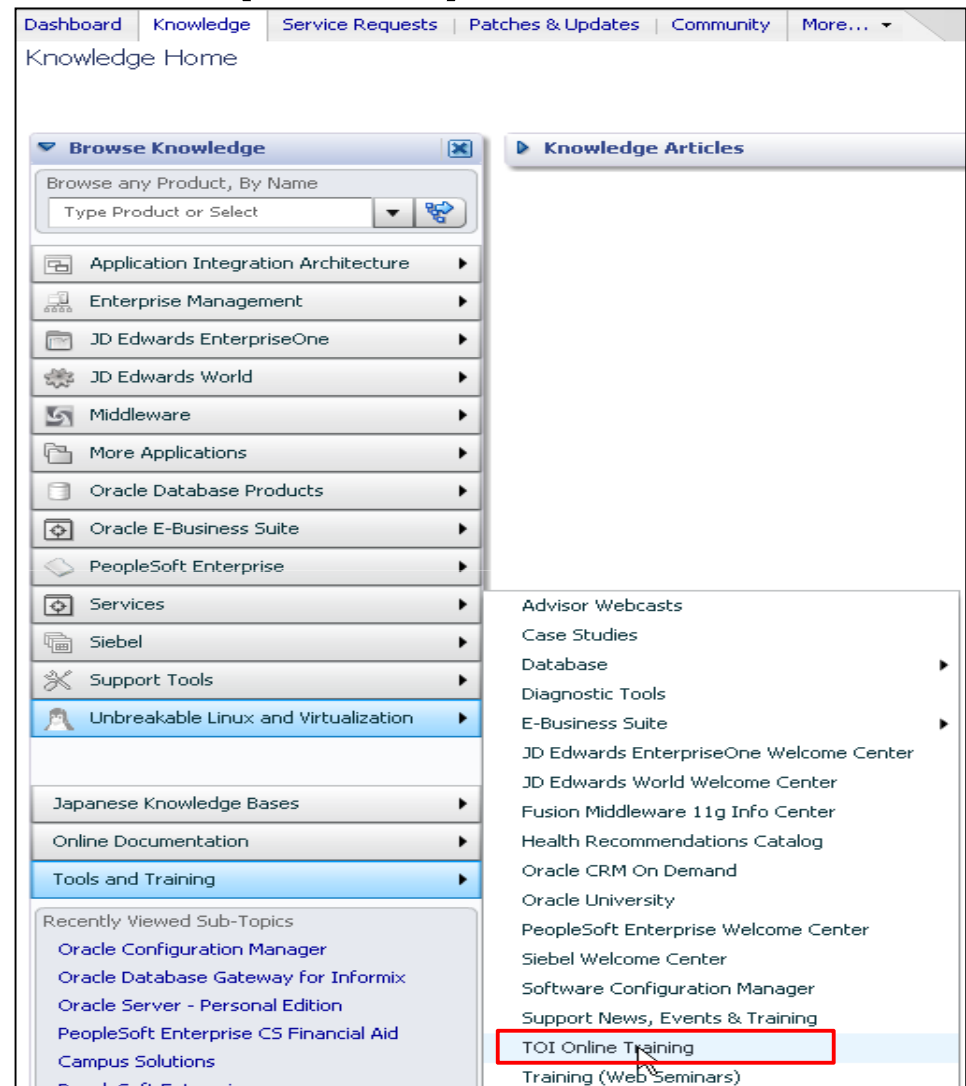 Dashboard Knowledge Service Requests | Patches & Updates | Community More...
Knowledge Home
Browse Knowledge
Browse any Product, By Name
Type Product or Select
Application Integration Architecture
Enterprise Management
JD Edwards EnterpriseOne
JD Edwards World
Middleware
More Applications
Oracle Database Products
Oracle E-Business Suite
PeopleSoft Enterprise
Services
Siebel
Support Tools
Unbreakable Linux and Virtualization
Japanese Knowledge Bases
Online Documentation
Tools and Training
Recently Viewed Sub-Topics
Oracle Configuration Manager
Oracle Database Gateway for Informix
Oracle Server - Personal Edition
PeopleSoft Enterprise CS Financial Aid
Campus Solutions
Knowledge Articles
Advisor Webcasts
Case Studies
Database
Diagnostic Tools
E-Business Suite
JD Edwards EnterpriseOne Welcome Center
JD Edwards World Welcome Center
Fusion Middleware 11g Info Center
Health Recommendations Catalog
Oracle CRM On Demand
Oracle University
PeopleSoft Enterprise Welcome Center
Siebel Welcome Center
Software Configuration Manager
Support News, Events & Training
TOI Online Training
Training (Web Seminars)